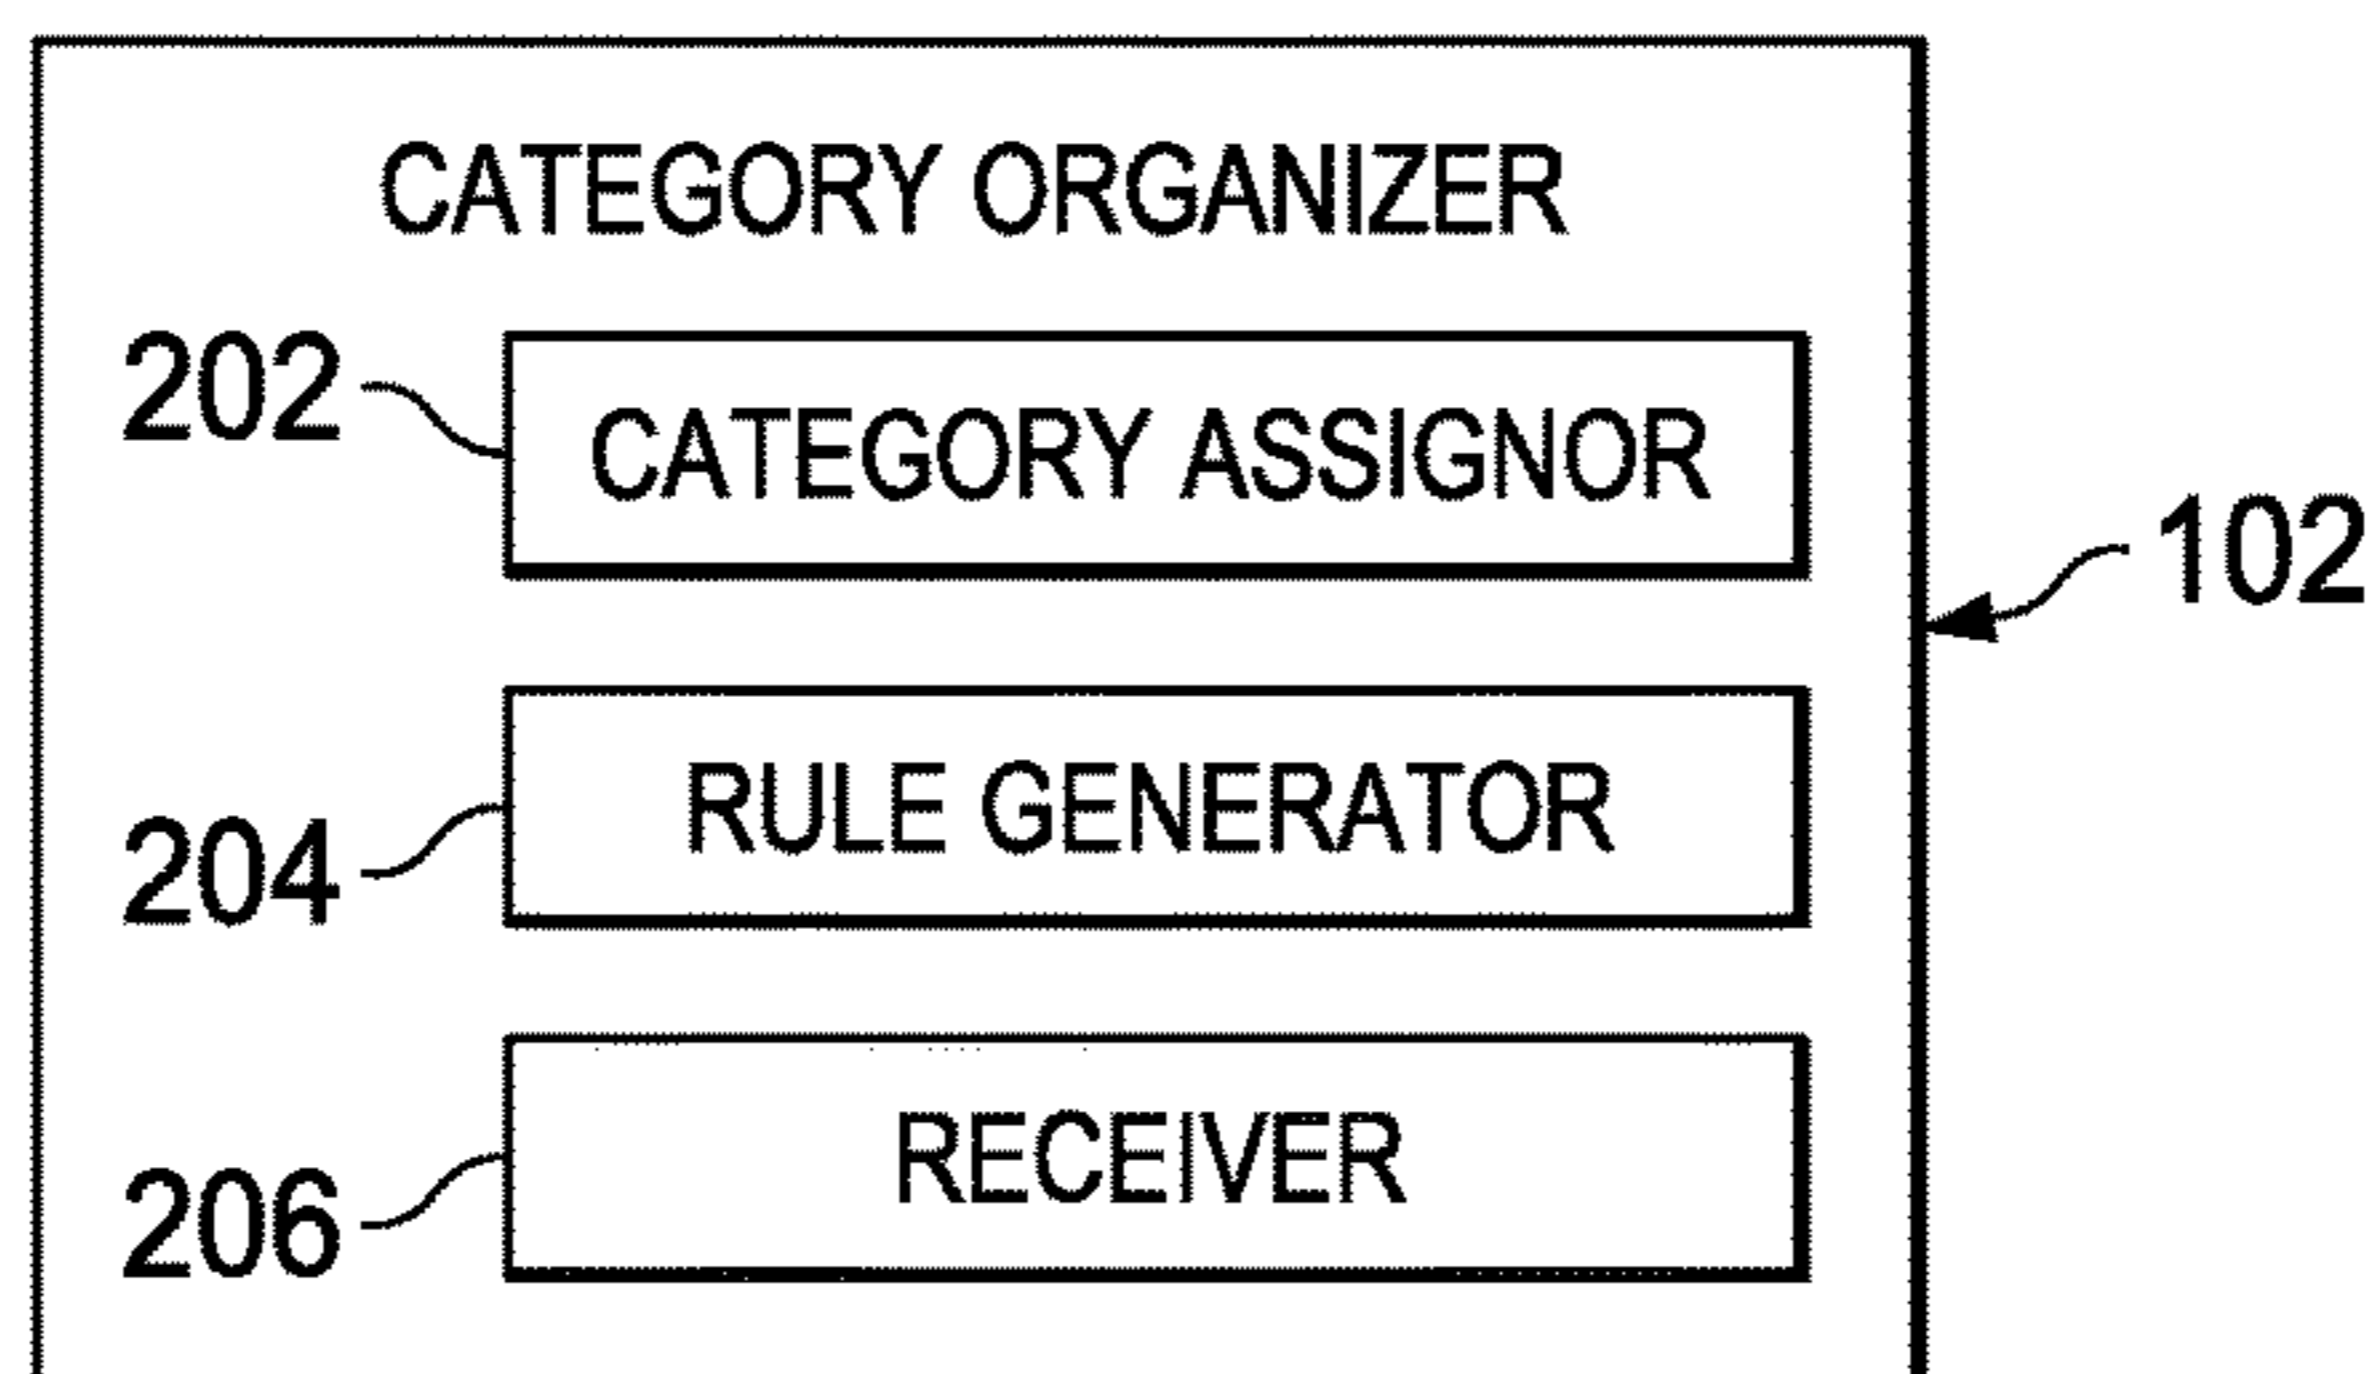 CATEGORY ORGANIZER
202
CATEGORY ASSIGNOR
102
RULE GENERATOR
204
RECEIVER
206